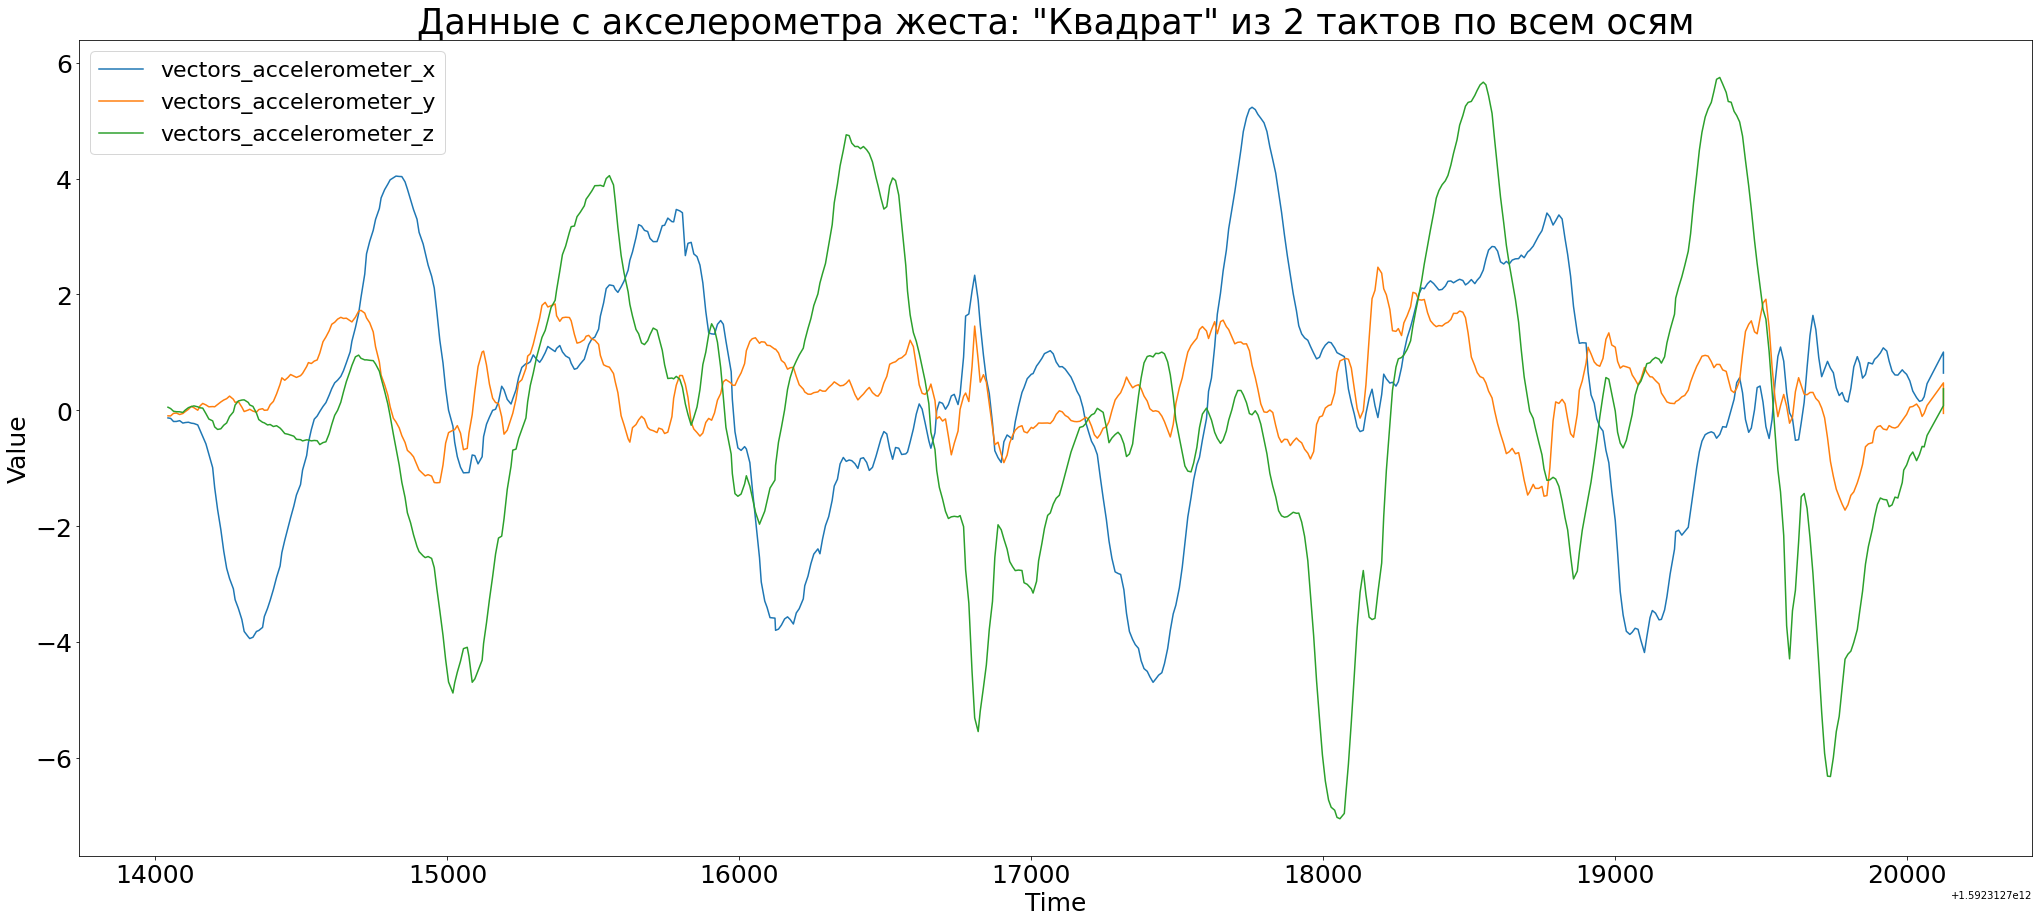 Данные с акселерометра жеста: "Квадрат" из 2 тактов по всем осям
vectors_accelerometer_x
vectors_accelerometer_y
vectors_accelerometer_z
6
4
2
0
−2
−4
−6
Value
14000 15000 16000 17000 18000 19000 20000
Time
+1.5923127e12